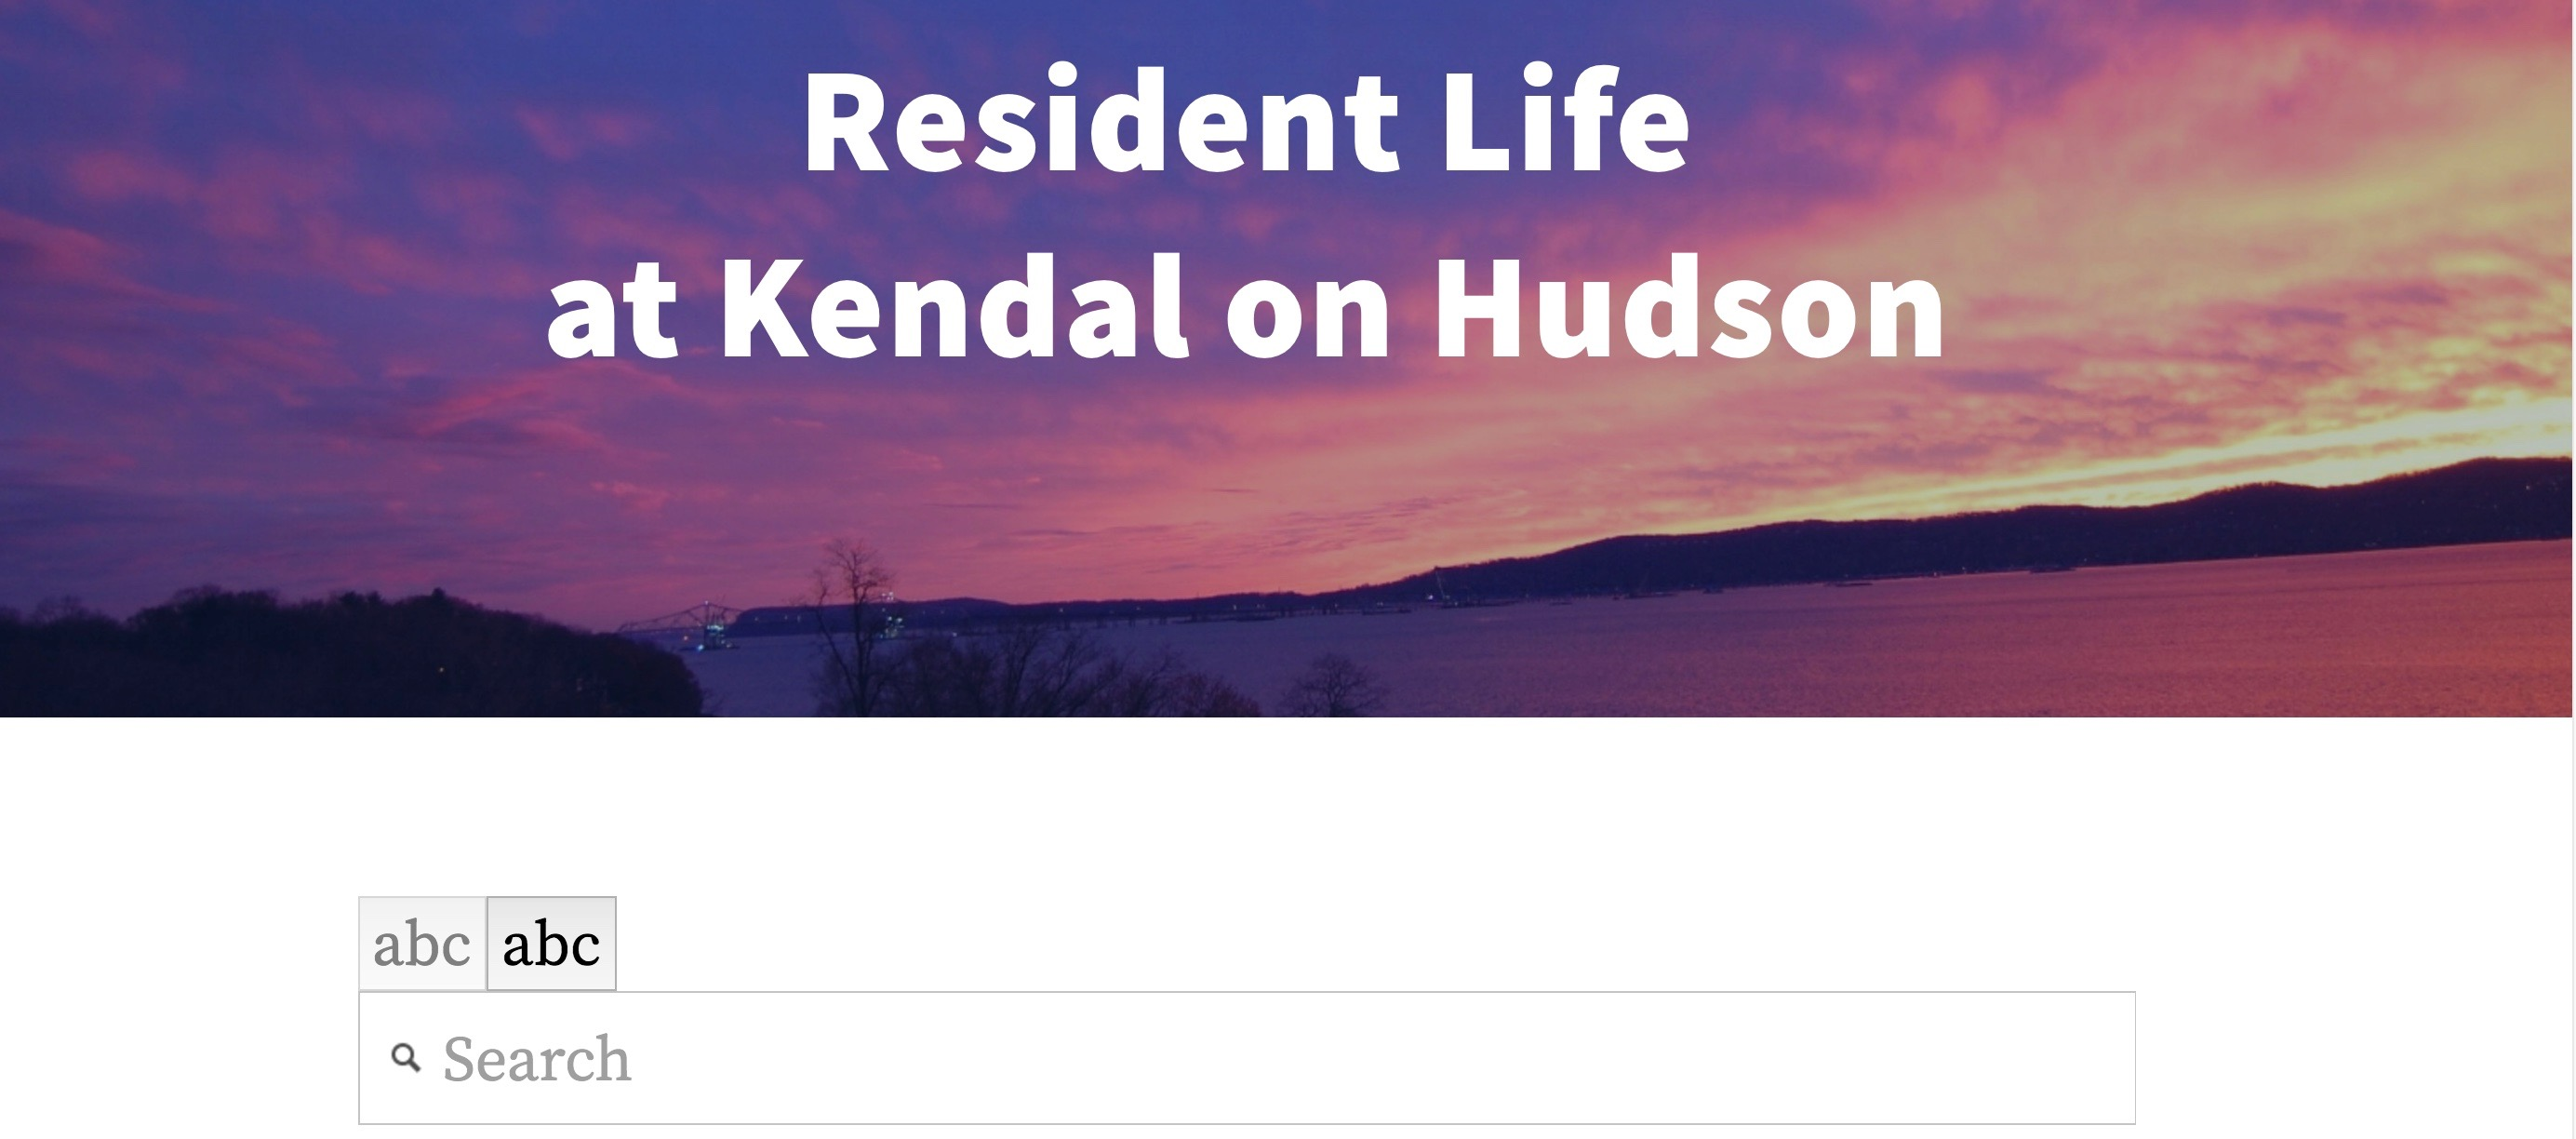 Resident Life
at Kendal on Hudson
abc abc
Search